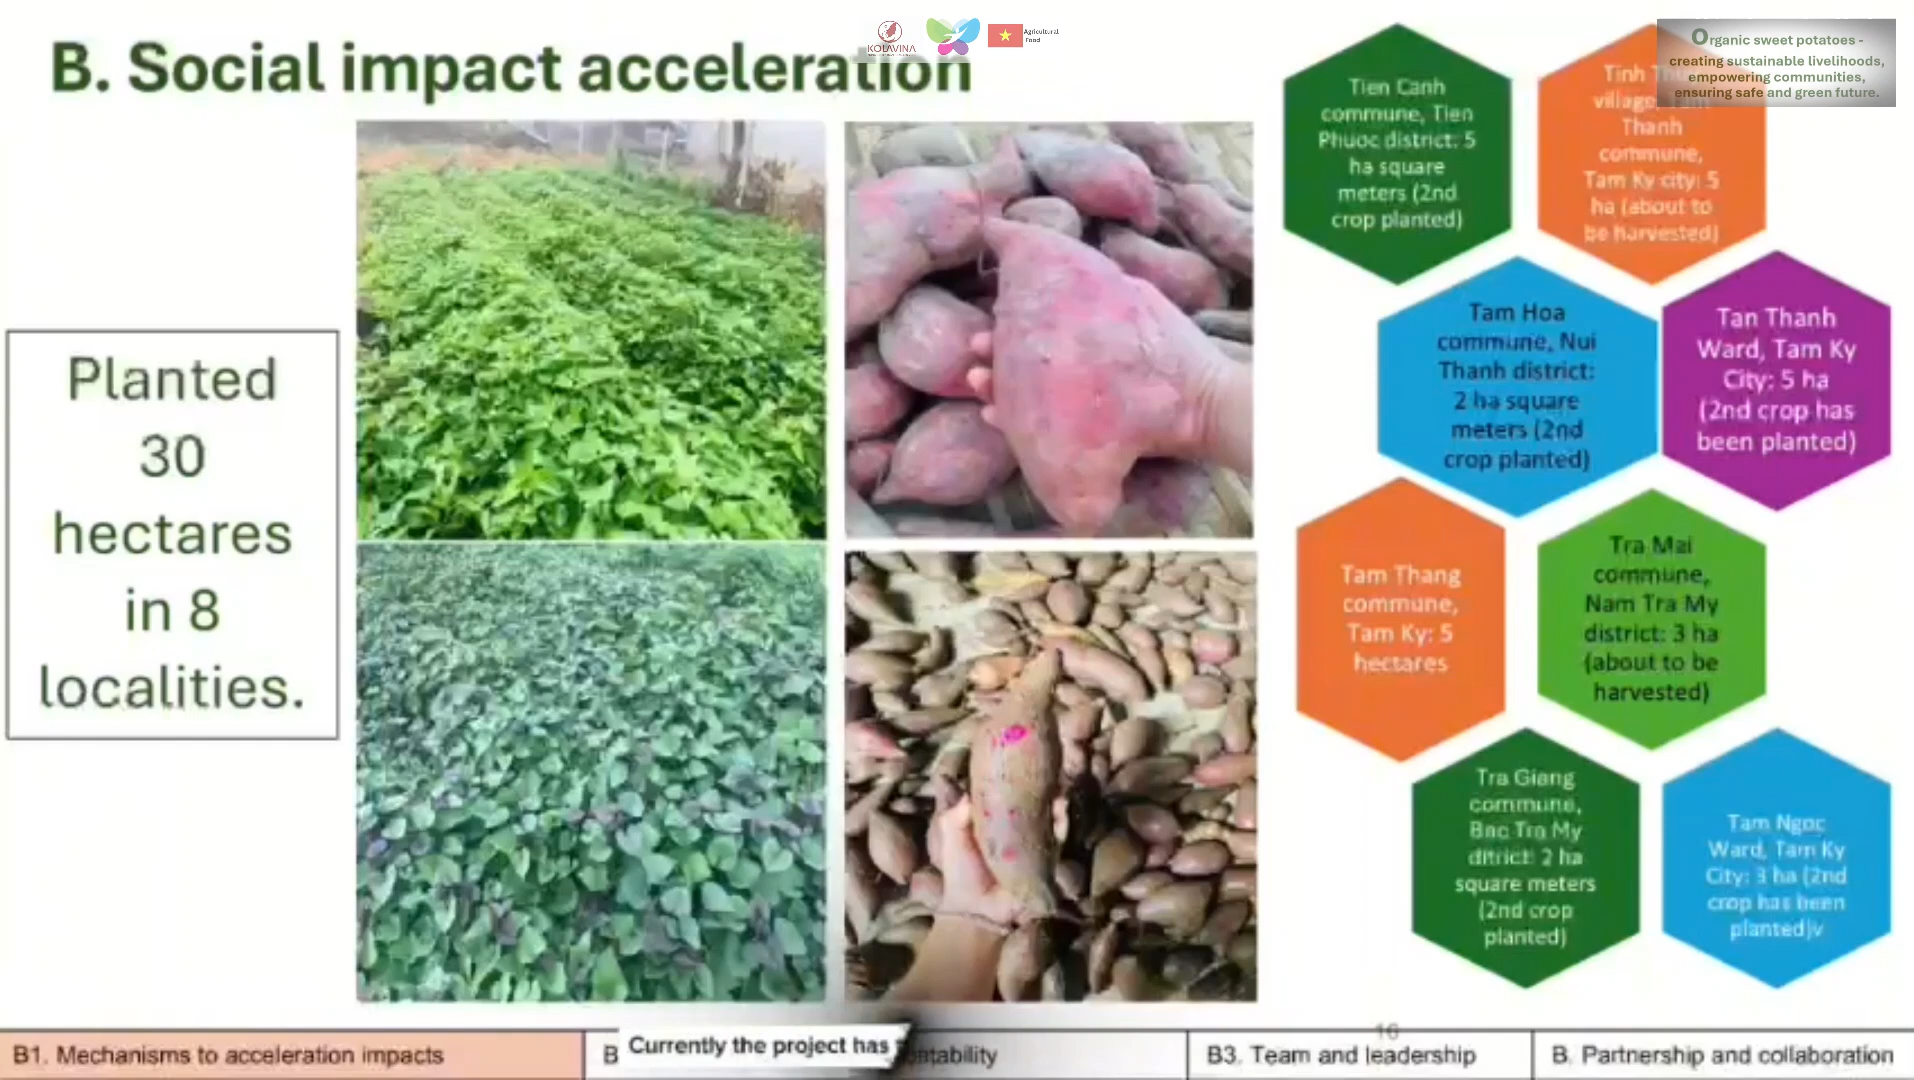 B. Social impact acceleration
KOLAVINA
Agricultural
Food
Organic sweet potatoes -
creating sustainable livelihoods,
empowering communities,
ensuring safe and green future.
Planted
30
hectares
in 8
localities.
Tien Canh
commune, Tien
Phuoc district: 5
ha square
meters (2nd
crop planted)
Tinh
village,
Thanh
commune,
Tam Ky city: 5
ha (about to
be harvested)
Tam Hoa
commune, Nui
Thanh district:
2 ha square
meters (2nd
crop planted)
Tan Thanh
Ward, Tam Ky
City: 5 ha
(2nd crop has
been planted)
Tam Thang
commune,
Tam Ky: 5
hectares
Tra Mai
commune,
Nam Tra My
district: 3 ha
(about to be
harvested)
Tra Giang
commune,
Bac Tra My
ditrict: 2 ha
square meters
(2nd crop
planted)
Tam Ngoc
Ward, Tam Ky
City: 3 ha (2nd
crop has been
planted)v
16
B1. Mechanisms to acceleration impacts
Currently the project has
B3. Team and leadership
B. Partnership and collaboration